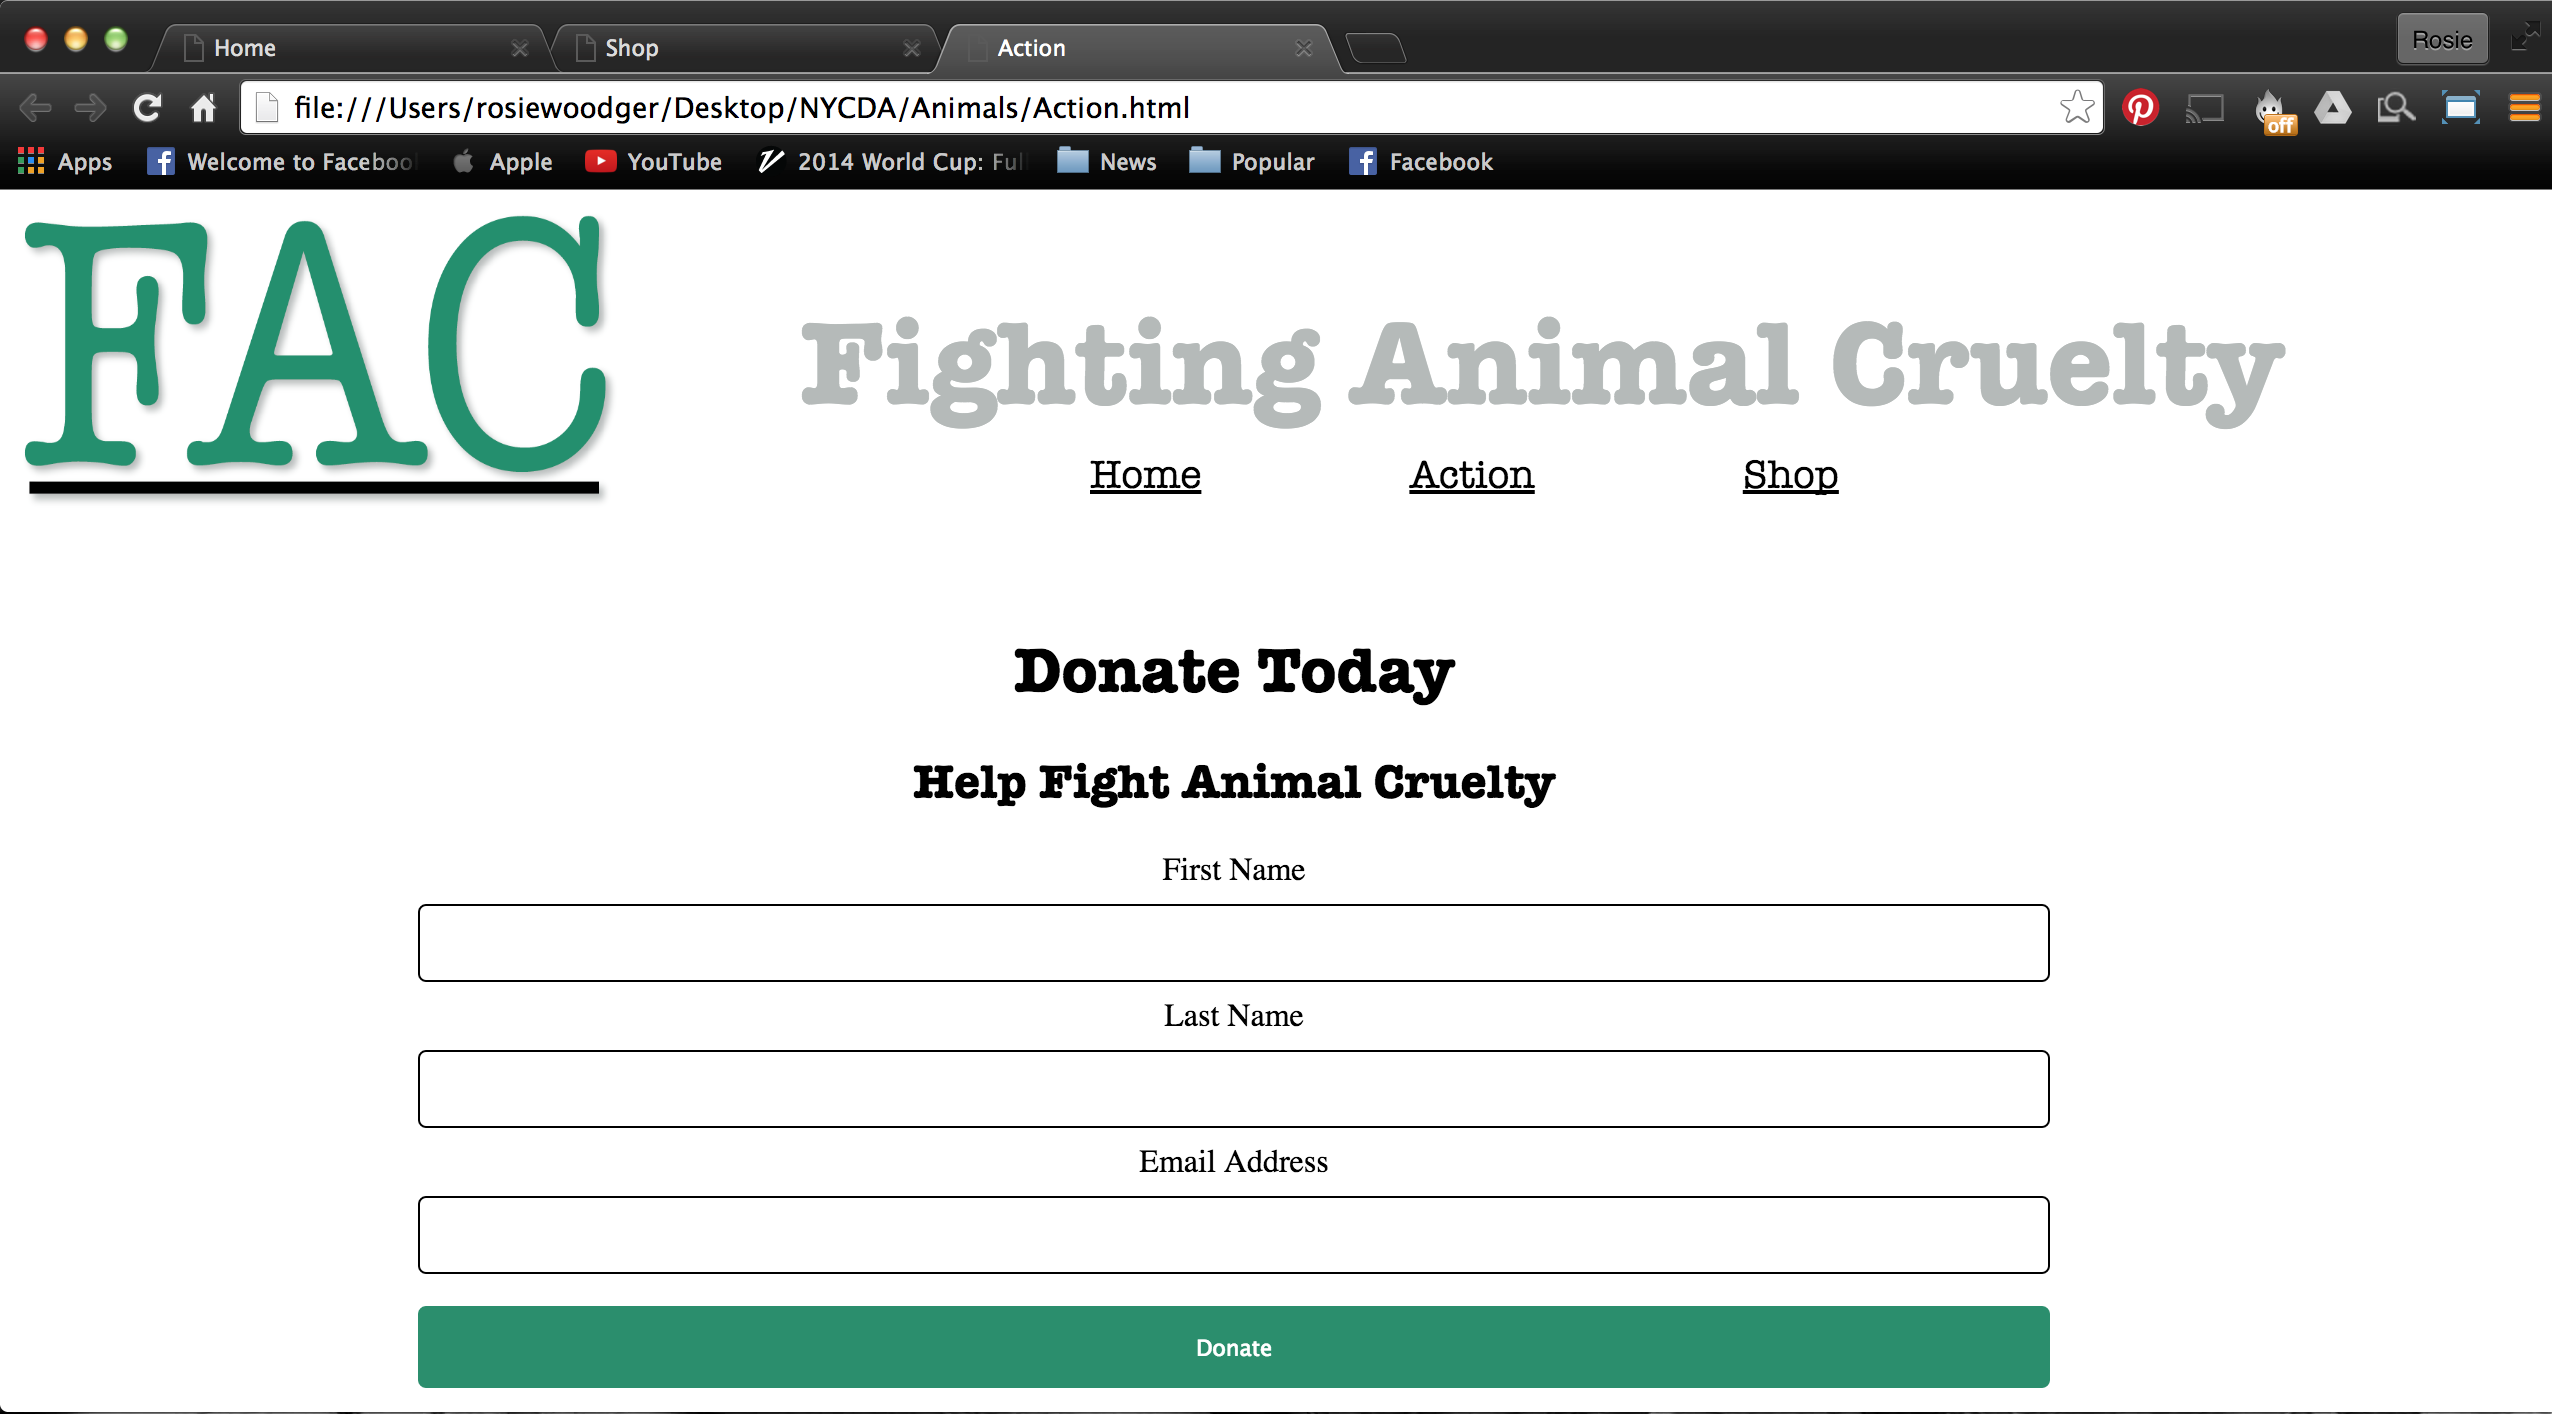 Home Shop Action Rosie
file:///Users/rosiewoodger/Desktop/NYCDA/Animals/Action.html off
Apps Welcome to Facebool Apple YouTube 2014 World Cup: Ful News Popular Facebook
FAC
Fighting Animal Cruelty
Home Action Shop
Donate Today
Help Fight Animal Cruelty
First Name
Last Name
Email Address
Donate